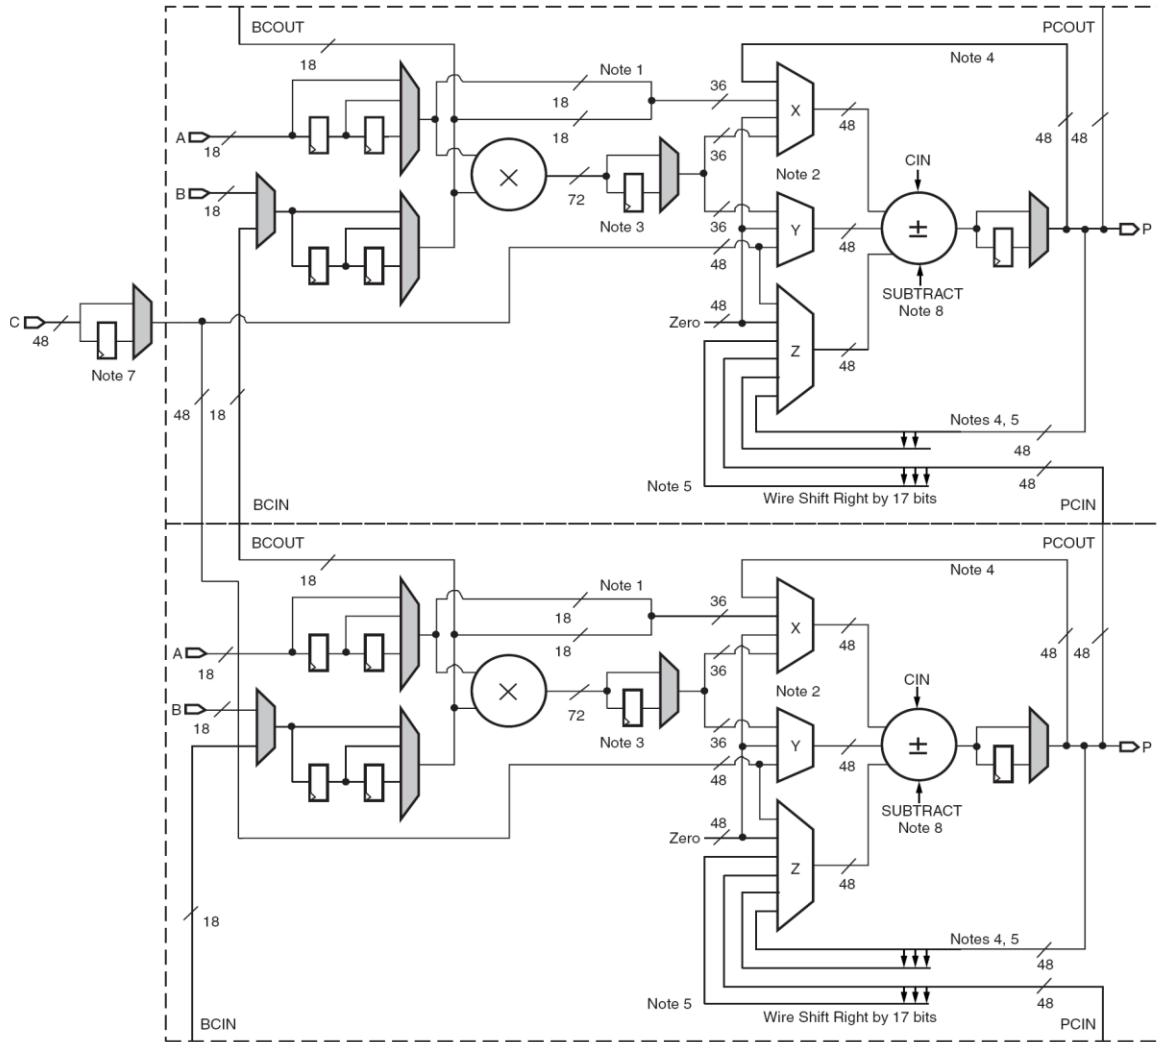 BCOUT
PCOUT
18
Note 1
Note 4
A
18
18
18
36
X
48
48
48
36
CIN
B
18
×
72
Note 3
Note 2
36
Y
48
48
±
P
SUBTRACT
Note 8
C
48
Note 7
Zero
48
Z
48
48
18
Notes 4, 5
48
Note 5
48
Wire Shift Right by 17 bits
BCIN
PCIN
BCOUT
PCOUT
18
Note 1
Note 4
A
18
18
18
36
X
48
48
48
36
CIN
B
18
×
72
Note 3
Note 2
36
Y
48
48
±
P
SUBTRACT
Note 8
Zero
48
Z
48
18
Notes 4, 5
48
Note 5
48
Wire Shift Right by 17 bits
BCIN
PCIN